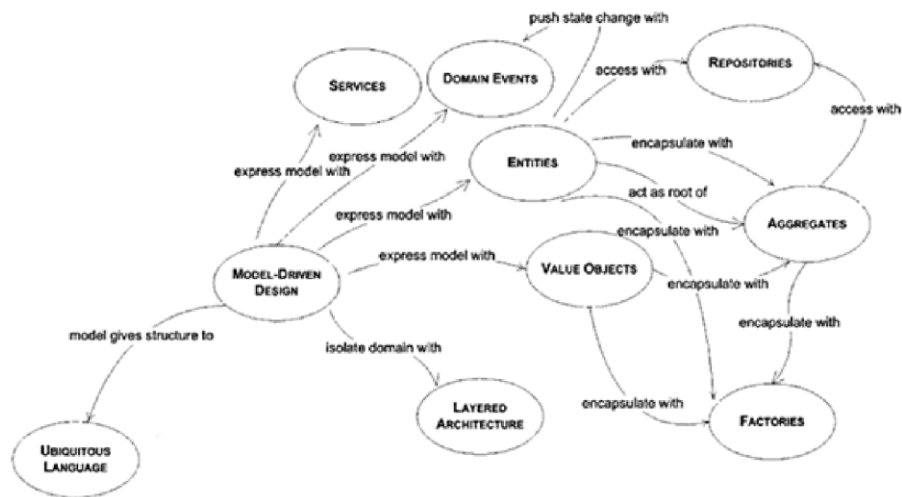 push state change with
SERVICES
DOMAIN EVENTS
REPOSITORIES
access with
access with
express model with
express model with
ENTITIES
encapsulate with
act as root of
express model with
AGGREGATES
encapsulate with
MODEL-DRIVEN
DESIGN
express model with
VALUE OBJECTS
encapsulate with
model gives structure to
isolate domain with
encapsulate with
encapsulate with
LAYERED
ARCHITECTURE
FACTORIES
UBIQUITOUS
LANGUAGE